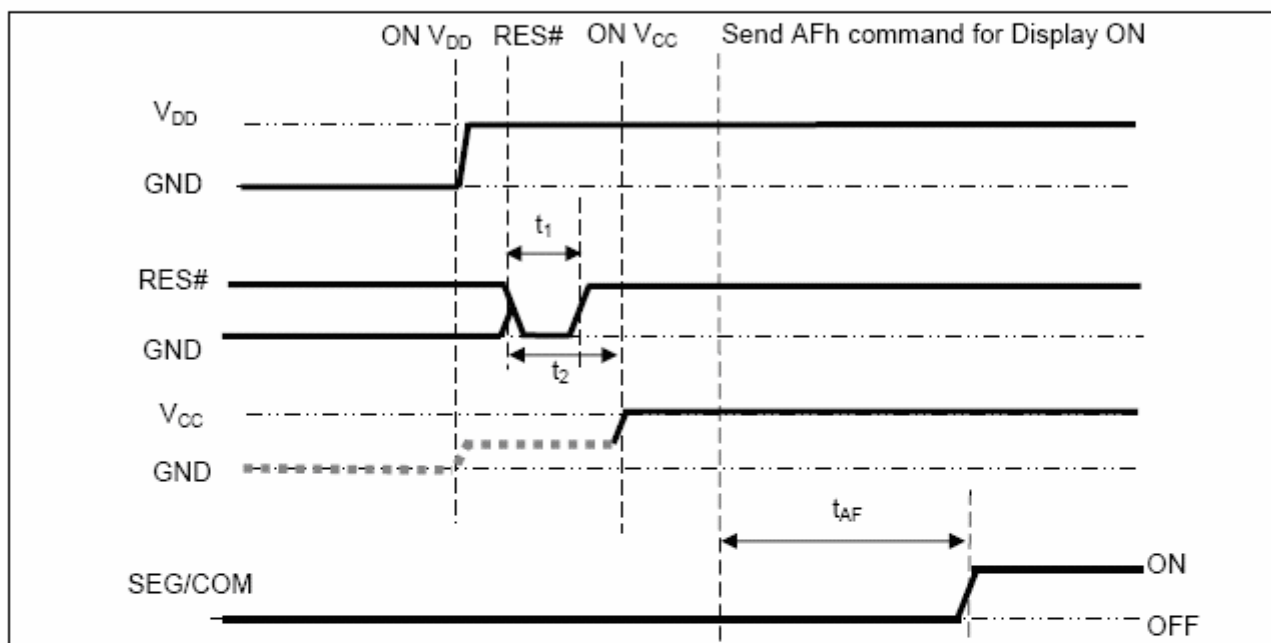 ON VDD RES# ON VCC Send AFh command for Display ON
VDD
GND
t1
RES#
GND
t2
VCC
GND
tAF
SEG/COM
ON
OFF